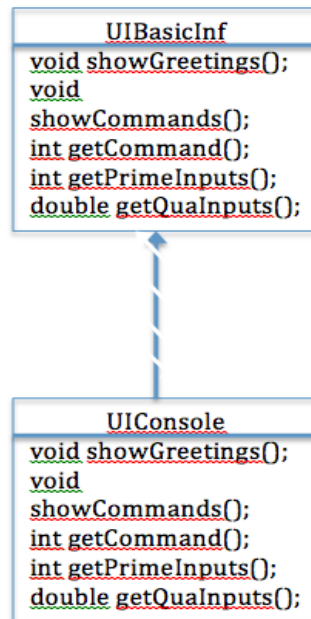 UIBasicInf
void showGreetings();
void
showCommands();
int getCommand();
int getPrimeInputs();
double getQuaInputs();
UIConsole
void showGreetings();
void
showCommands();
int getCommand();
int getPrimeInputs();
double getQuaInputs();